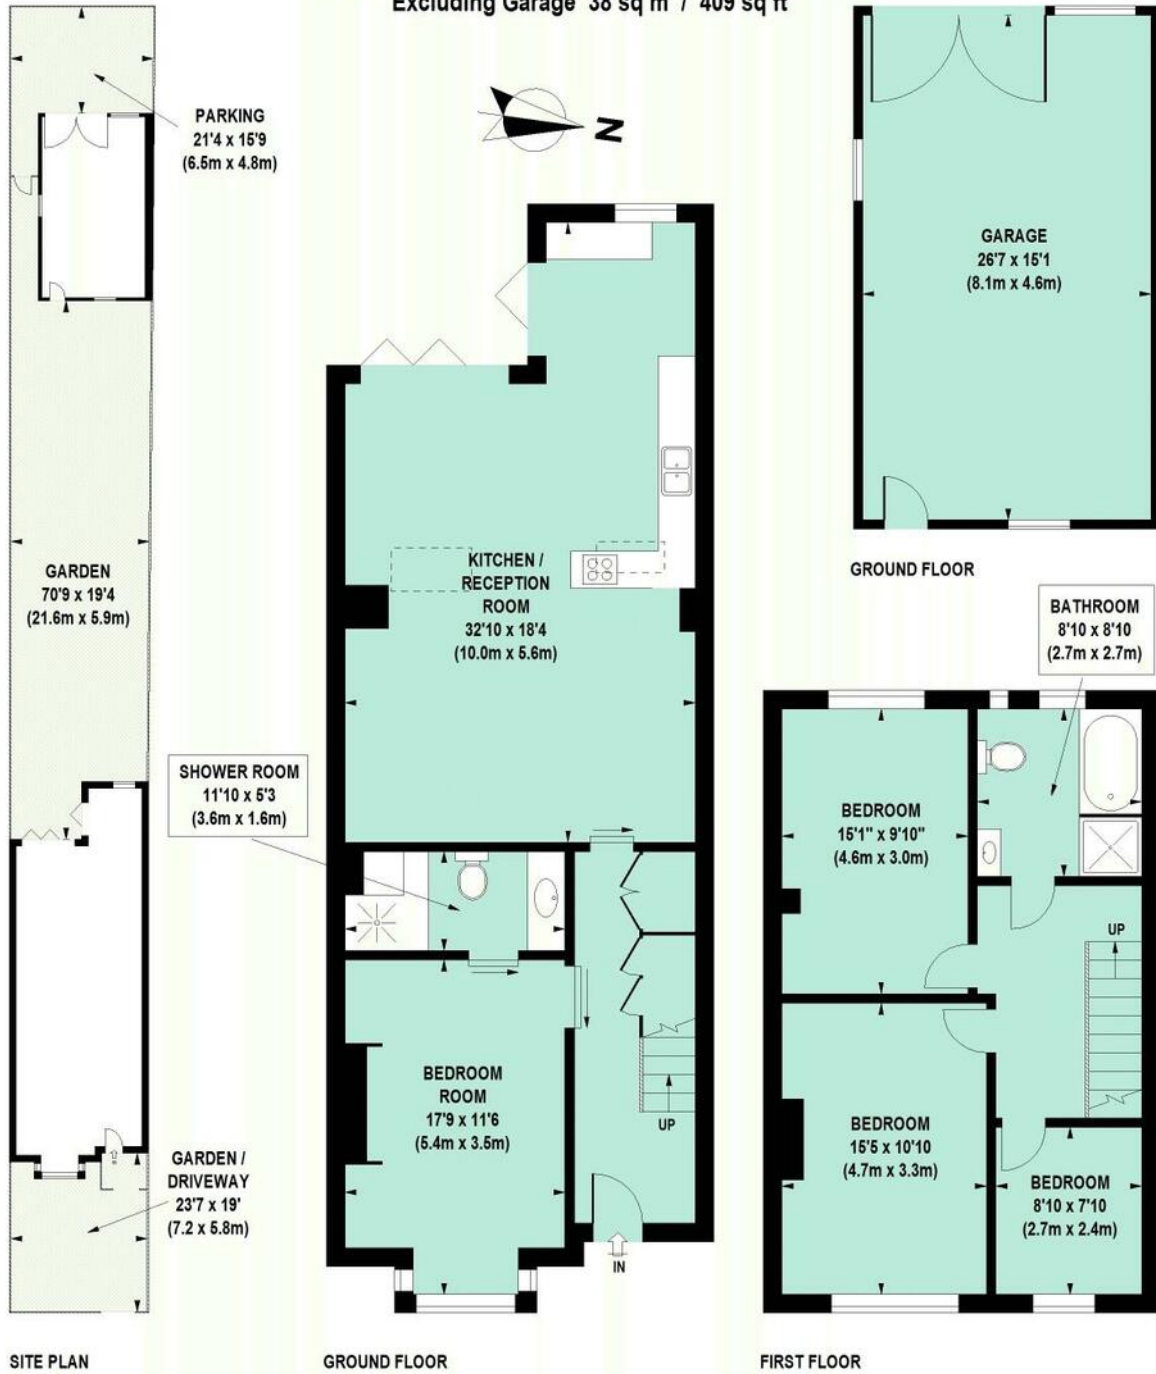 Excluding Garage 38 sq m / 409 sq ft
PARKING
21'4 x 15'9
(6.5m x 4.8m)
N
GARAGE
26'7 x 15'1
(8.1m x 4.6m)
GROUND FLOOR
GARDEN
70'9 x 19'4
(21.6m x 5.9m)
KITCHEN /
RECEPTION
ROOM
32'10 x 18'4
(10.0m x 5.6m)
BATHROOM
8'10 x 8'10
(2.7m x 2.7m)
SHOWER ROOM
11'10 x 5'3
(3.6m x 1.6m)
BEDROOM
15'1" x 9'10"
(4.6m x 3.0m)
UP
BEDROOM
ROOM
17'9 x 11'6
(5.4m x 3.5m)
UP
BEDROOM
15'5 x 10'10
(4.7m x 3.3m)
BEDROOM
8'10 x 7'10
(2.7m x 2.4m)
GARDEN /
DRIVEWAY
23'7 x 19'
(7.2 x 5.8m)
IN
SITE PLAN
GROUND FLOOR
FIRST FLOOR